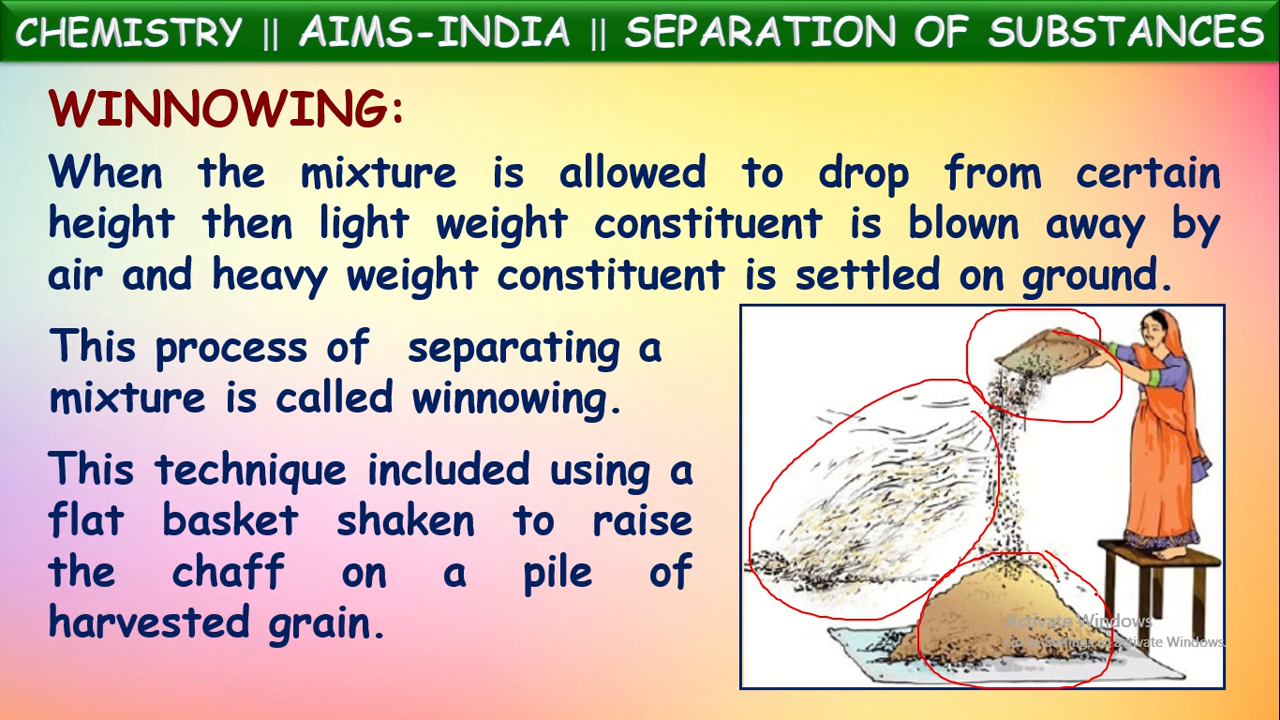 CHEMISTRY || AIMS-INDIA || SEPARATION OF SUBSTANCES
WINNOWING:
When the mixture is allowed to drop from certain
height then light weight constituent is blown away by
air and heavy weight constituent is settled on ground.
This process of separating a
mixture is called winnowing.
This technique included using a
flat basket shaken to raise
the chaff on a pile of
harvested grain.
Activate Windows
to activate Windows.